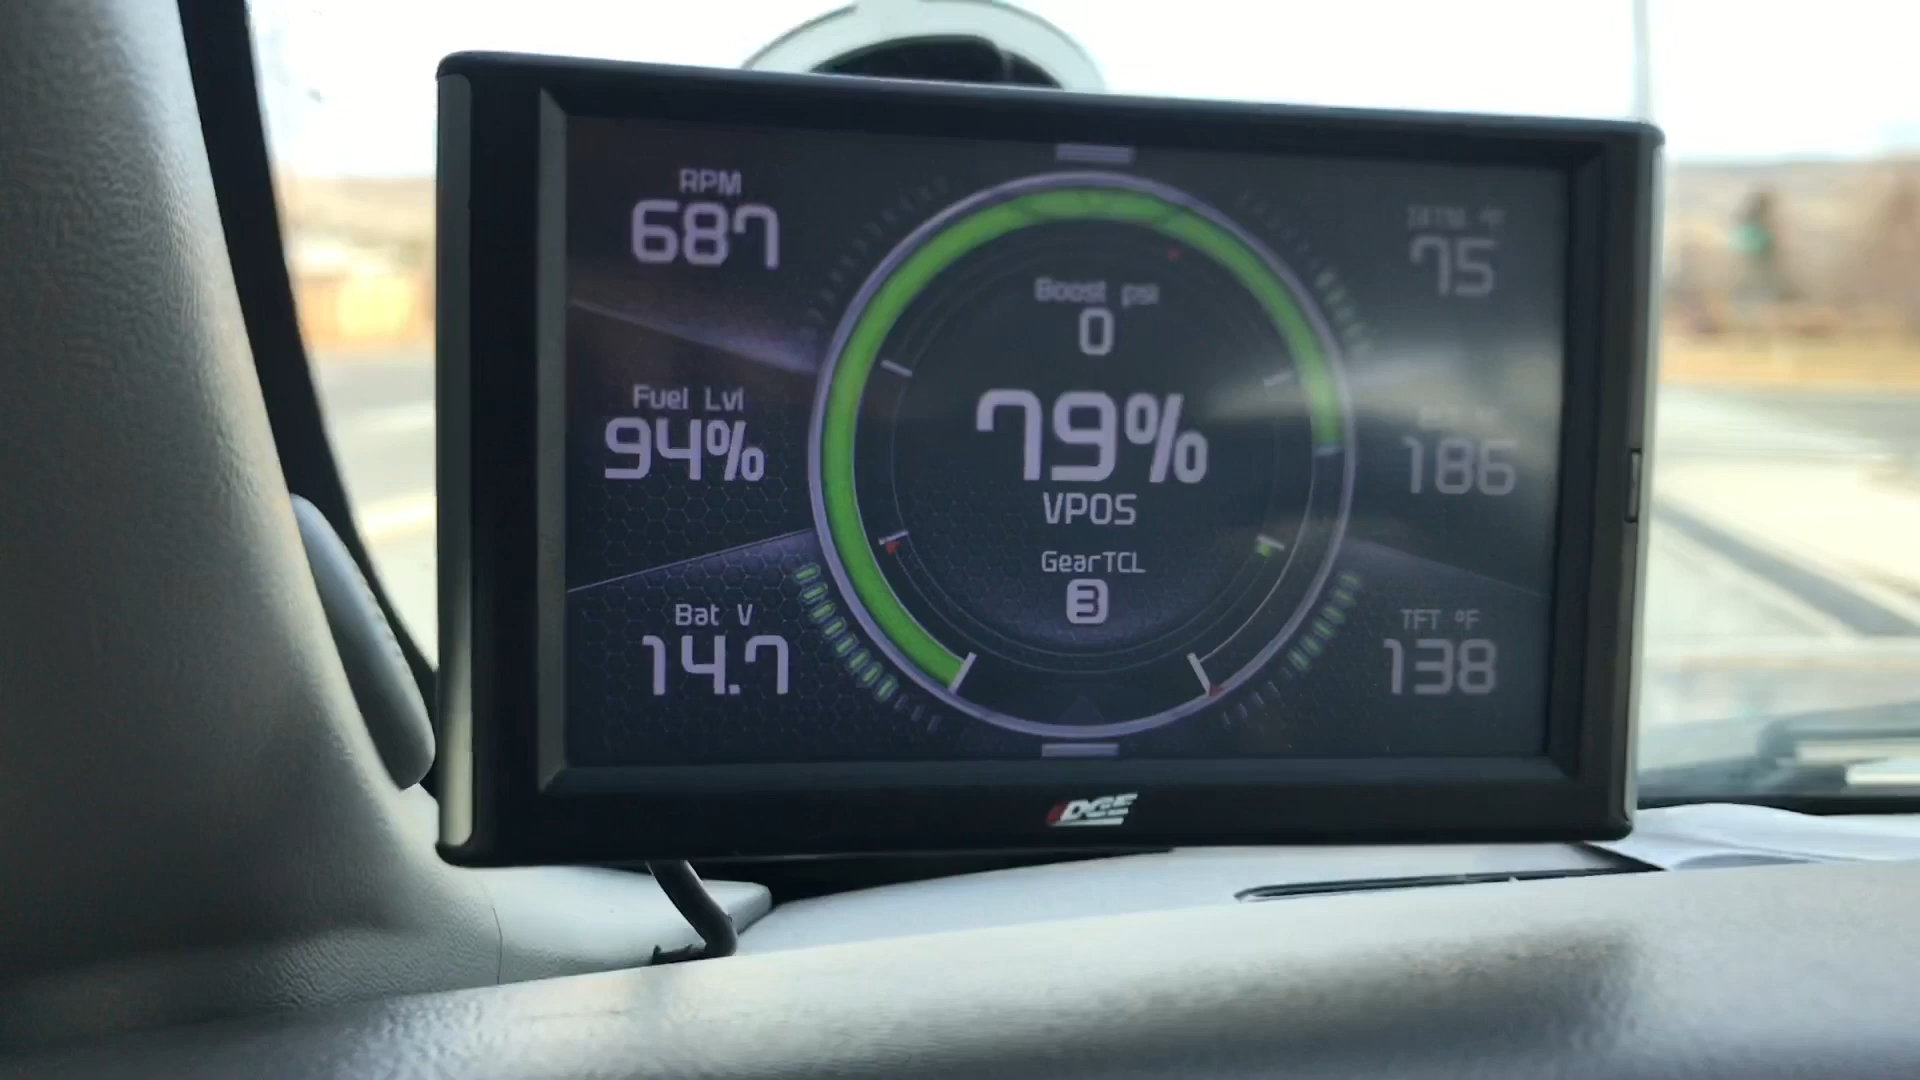 RPM
687
Fuel Lvl
94%
Bat V
14.7
Boost psi
0
79%
VPOS
GearTCL
3
75
186
TFT °F
138
EDGE